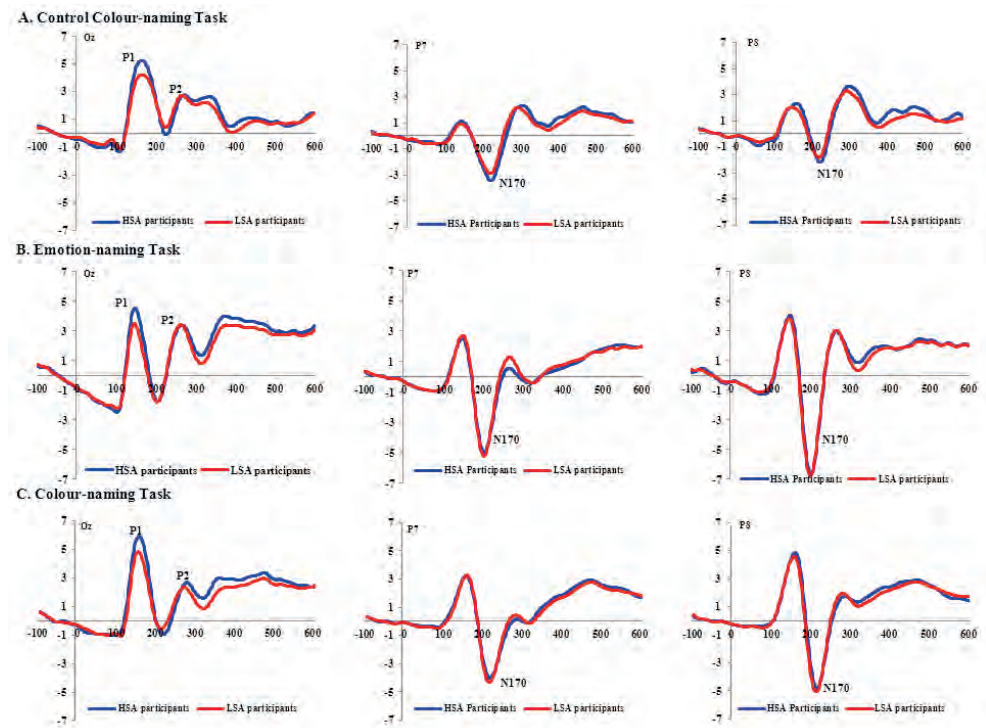 A. Control Colour-naming Task
Oz
7
5
3
1
-1
-3
-5
-7
-100 0 100 200 300 400 500 600
P1
P2
HSA participants LSA participants
P7
7
5
3
1
-1
-3
-5
-7
-100 0 100 200 300 400 500 600
N170
HSA Participants LSA participants
P8
7
5
3
1
-1
-3
-5
-7
-100 0 100 200 300 400 500 600
N170
HSA Participants LSA participants
B. Emotion-naming Task
Oz
7
5
3
1
-1
-3
-5
-7
-100 0 100 200 300 400 500 600
P1
P2
HSA participants LSA participants
P7
7
5
3
1
-1
-3
-5
-7
-100 0 100 200 300 400 500 600
N170
HSA Participants LSA participants
P8
7
5
3
1
-1
-3
-5
-7
-100 0 100 200 300 400 500 600
N170
HSA Participants LSA participants
C. Colour-naming Task
Oz
7
5
3
1
-1
-3
-5
-7
-100 0 100 200 300 400 500 600
P1
P2
HSA participants LSA participants
P7
7
5
3
1
-1
-3
-5
-7
-100 0 100 200 300 400 500 600
N170
HSA Participants LSA participants
P8
7
5
3
1
-1
-3
-5
-7
-100 0 100 200 300 400 500 600
N170
HSA Participants LSA participants